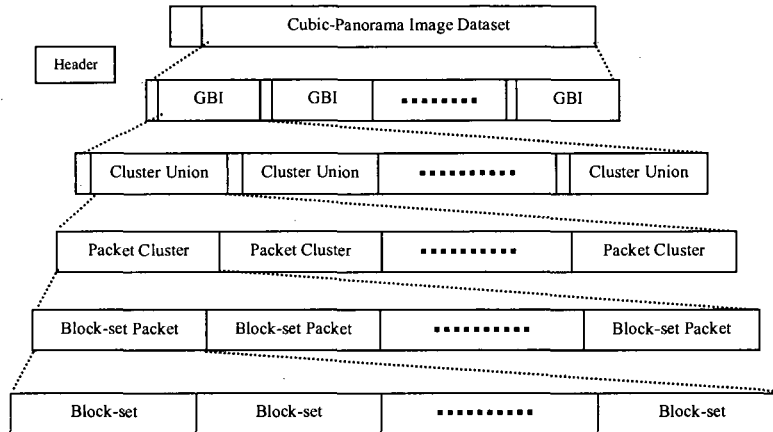 Cubic-Panorama Image Dataset
Header
GBI GBI GBI
Cluster Union Cluster Union Cluster Union
Packet Cluster Packet Cluster Packet Cluster
Block-set Packet Block-set Packet Block-set Packet
Block-set Block-set Block-set